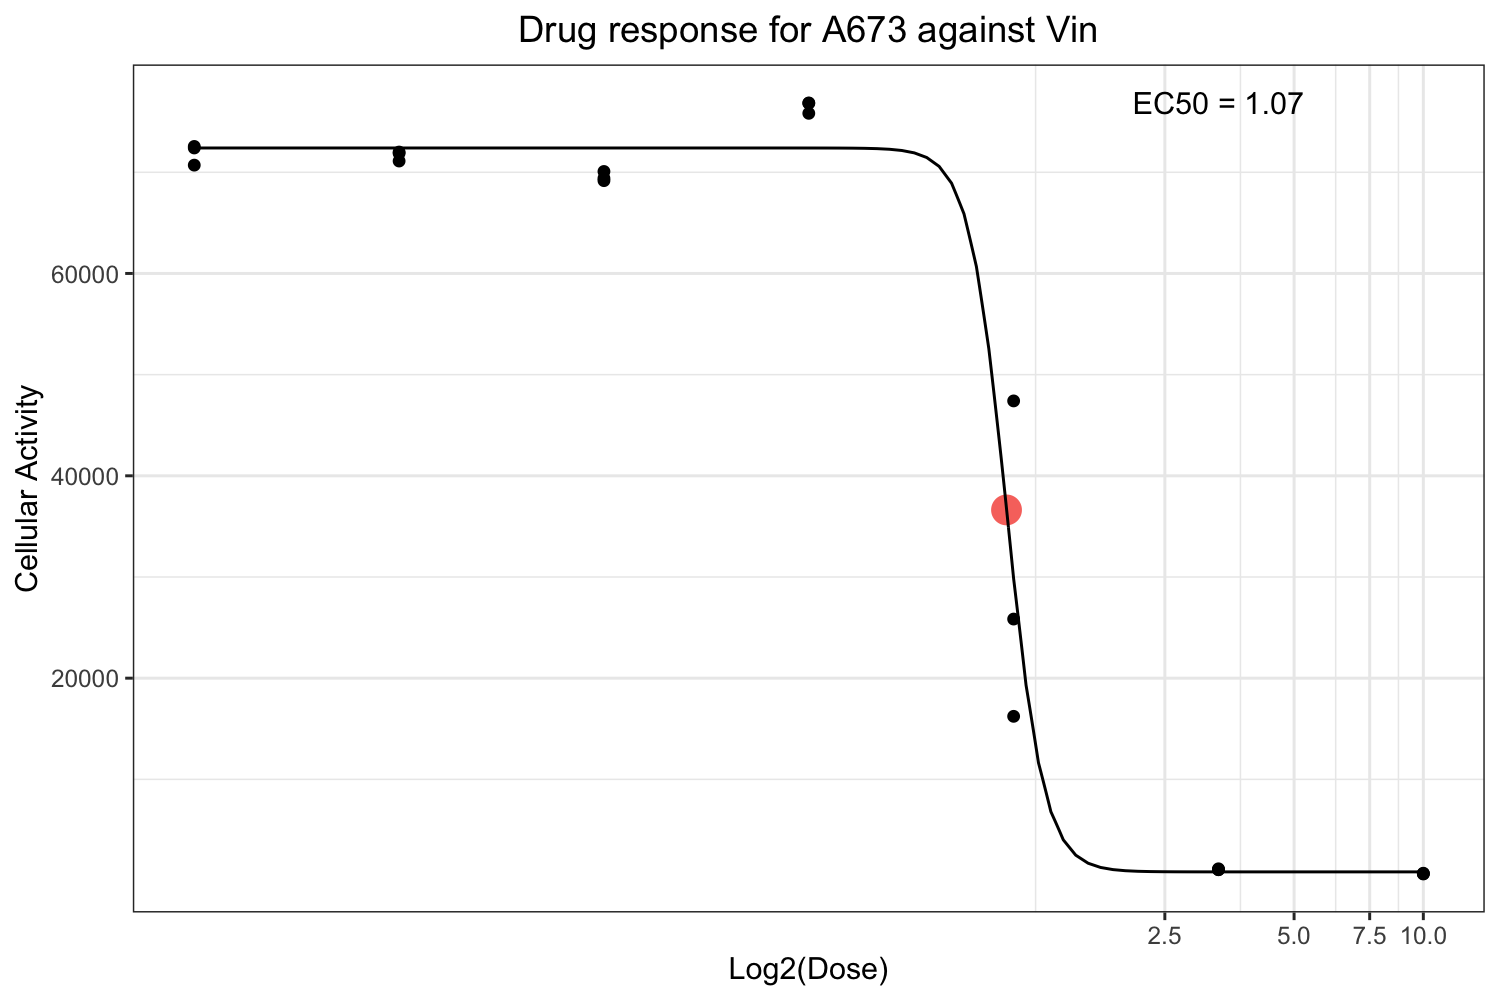 Drug response for A673 against Vin
EC50 = 1.07
60000
40000
20000
Cellular Activity
2.5 5.0 7.5 10.0
Log2(Dose)